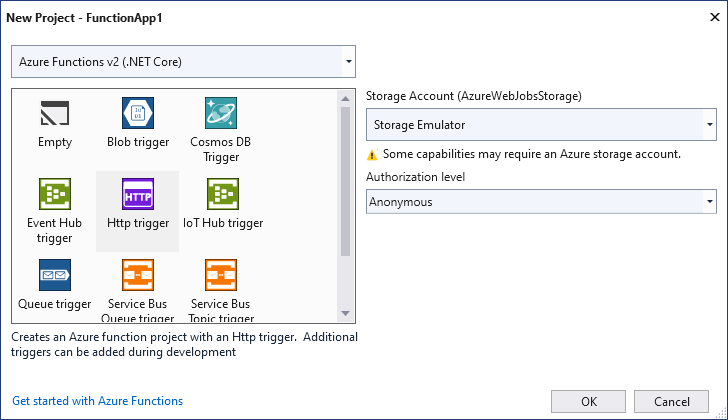 New Project - FunctionApp1
Azure Functions v2 (.NET Core)
Empty
Blob trigger
Cosmos DB
Trigger
Event Hub
trigger
HTTP
Http trigger
IoT Hub trigger
Queue trigger
Service Bus
Queue trigger
Service Bus
Topic trigger
Creates an Azure function project with an Http trigger.  Additional
triggers can be added during development
Storage Account (AzureWebJobsStorage)
Storage Emulator
Some capabilities may require an Azure storage account.
Authorization level
Anonymous
Get started with Azure Functions
OK
Cancel